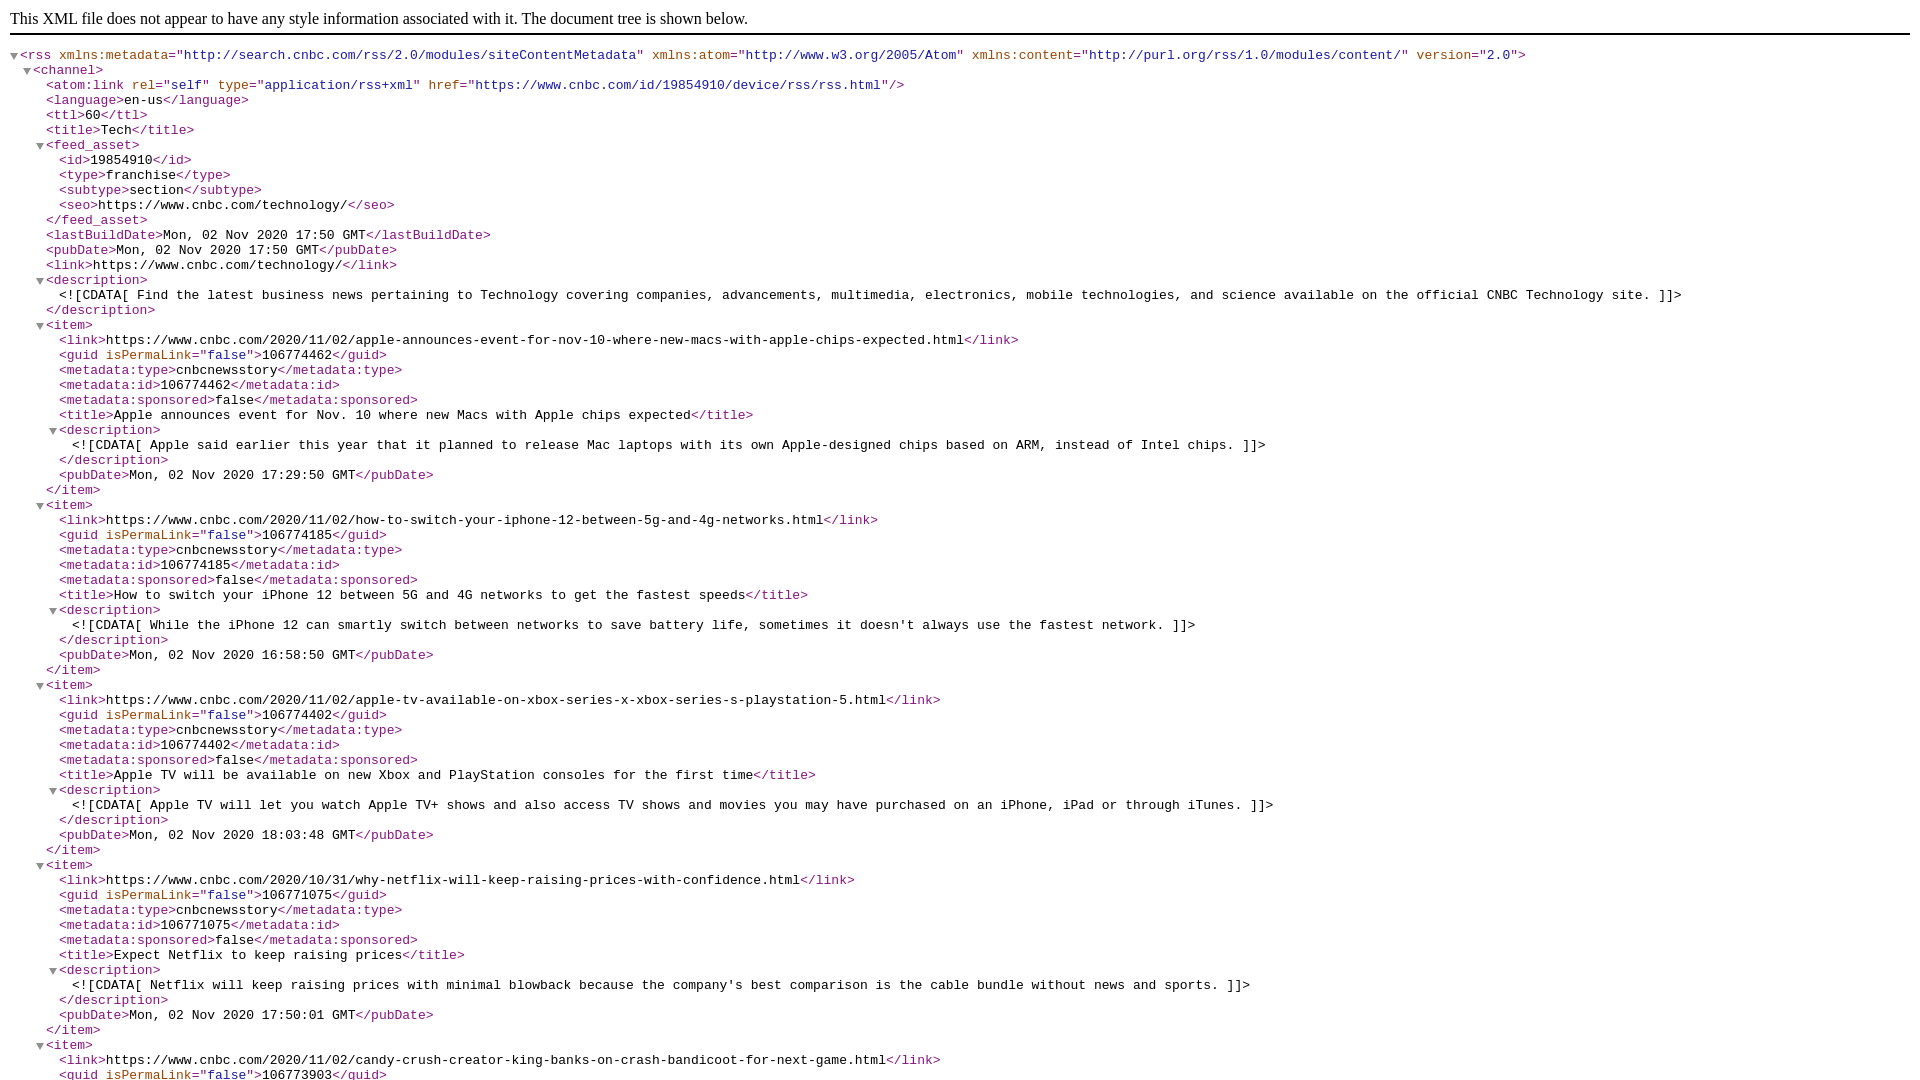 This XML file does not appear to have any style information associated with it. The document tree is shown below.
<rss xmlns:metadata="http://search.cnbc.com/rss/2.0/modules/siteContentMetadata" xmlns:atom="http://www.w3.org/2005/Atom" xmlns:content="http://purl.org/rss/1.0/modules/content/" version="2.0">
<channel>
<atom:link rel="self" type="application/rss+xml" href="https://www.cnbc.com/id/19854910/device/rss/rss.html"/>
<language>en-us</language>
<ttl>60</ttl>
<title>Tech</title>
<feed_asset>
<id>19854910</id>
<type>franchise</type>
<subtype>section</subtype>
<seo>https://www.cnbc.com/technology/</seo>
</feed_asset>
<lastBuildDate>Mon, 02 Nov 2020 17:50 GMT</lastBuildDate>
<pubDate>Mon, 02 Nov 2020 17:50 GMT</pubDate>
<link>https://www.cnbc.com/technology/</link>
<description>
<![CDATA[ Find the latest business news pertaining to Technology covering companies, advancements, multimedia, electronics, mobile technologies, and science available on the official CNBC Technology site. ]]>
</description>
<item>
<link>https://www.cnbc.com/2020/11/02/apple-announces-event-for-nov-10-where-new-macs-with-apple-chips-expected.html</link>
<guid isPermaLink="false">106774462</guid>
<metadata:type>cnbcnewsstory</metadata:type>
<metadata:id>106774462</metadata:id>
<metadata:sponsored>false</metadata:sponsored>
<title>Apple announces event for Nov. 10 where new Macs with Apple chips expected</title>
<description>
<![CDATA[ Apple said earlier this year that it planned to release Mac laptops with its own Apple-designed chips based on ARM, instead of Intel chips. ]]>
</description>
<pubDate>Mon, 02 Nov 2020 17:29:50 GMT</pubDate>
</item>
<item>
<link>https://www.cnbc.com/2020/11/02/how-to-switch-your-iphone-12-between-5g-and-4g-networks.html</link>
<guid isPermaLink="false">106774185</guid>
<metadata:type>cnbcnewsstory</metadata:type>
<metadata:id>106774185</metadata:id>
<metadata:sponsored>false</metadata:sponsored>
<title>How to switch your iPhone 12 between 5G and 4G networks to get the fastest speeds</title>
<description>
<![CDATA[ While the iPhone 12 can smartly switch between networks to save battery life, sometimes it doesn't always use the fastest network. ]]>
</description>
<pubDate>Mon, 02 Nov 2020 16:58:50 GMT</pubDate>
</item>
<item>
<link>https://www.cnbc.com/2020/11/02/apple-tv-available-on-xbox-series-x-xbox-series-s-playstation-5.html</link>
<guid isPermaLink="false">106774402</guid>
<metadata:type>cnbcnewsstory</metadata:type>
<metadata:id>106774402</metadata:id>
<metadata:sponsored>false</metadata:sponsored>
<title>Apple TV will be available on new Xbox and PlayStation consoles for the first time</title>
<description>
<![CDATA[ Apple TV will let you watch Apple TV+ shows and also access TV shows and movies you may have purchased on an iPhone, iPad or through iTunes. ]]>
</description>
<pubDate>Mon, 02 Nov 2020 18:03:48 GMT</pubDate>
</item>
<item>
<link>https://www.cnbc.com/2020/10/31/why-netflix-will-keep-raising-prices-with-confidence.html</link>
<guid isPermaLink="false">106771075</guid>
<metadata:type>cnbcnewsstory</metadata:type>
<metadata:id>106771075</metadata:id>
<metadata:sponsored>false</metadata:sponsored>
<title>Expect Netflix to keep raising prices</title>
<description>
<![CDATA[ Netflix will keep raising prices with minimal blowback because the company's best comparison is the cable bundle without news and sports. ]]>
</description>
<pubDate>Mon, 02 Nov 2020 17:50:01 GMT</pubDate>
</item>
<item>
<link>https://www.cnbc.com/2020/11/02/candy-crush-creator-king-banks-on-crash-bandicoot-for-next-game.html</link>
<guid isPermaLink="false">106773903</guid>